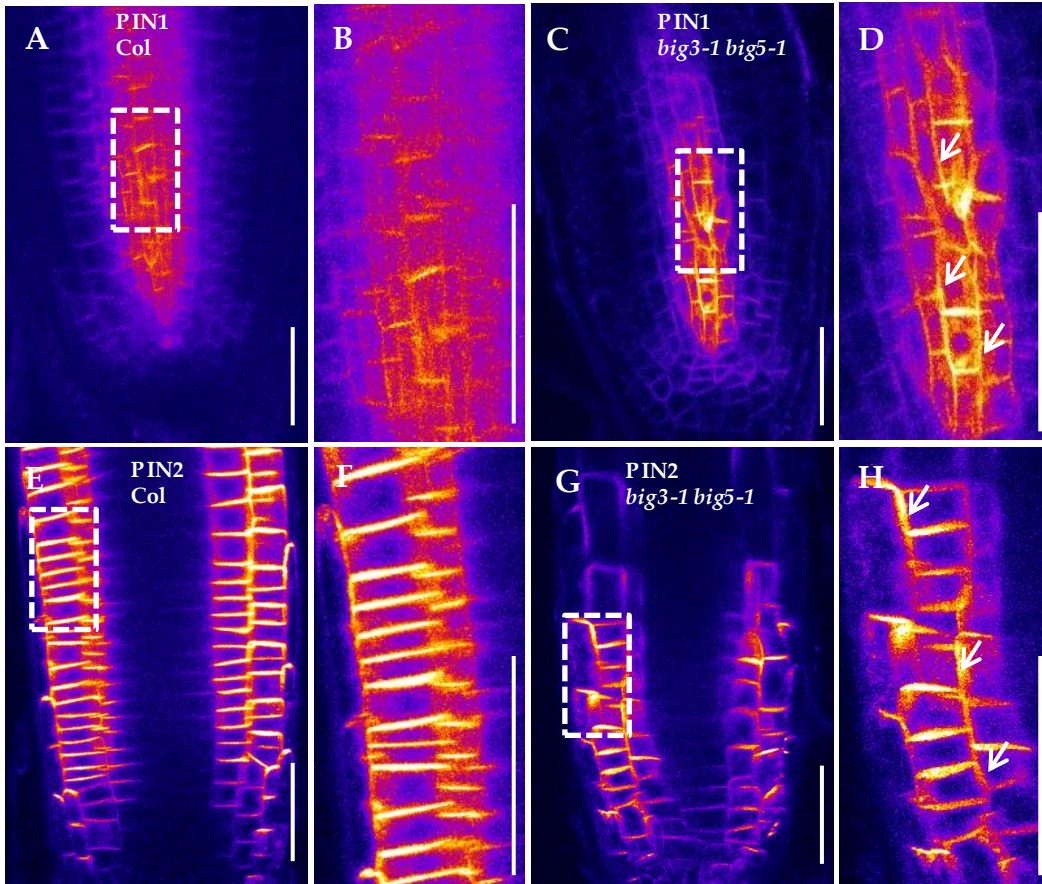 A
PIN1
Col
B
C
PIN1
big3-1 big5-1
D
E
PIN2
Col
F
G
PIN2
big3-1 big5-1
H